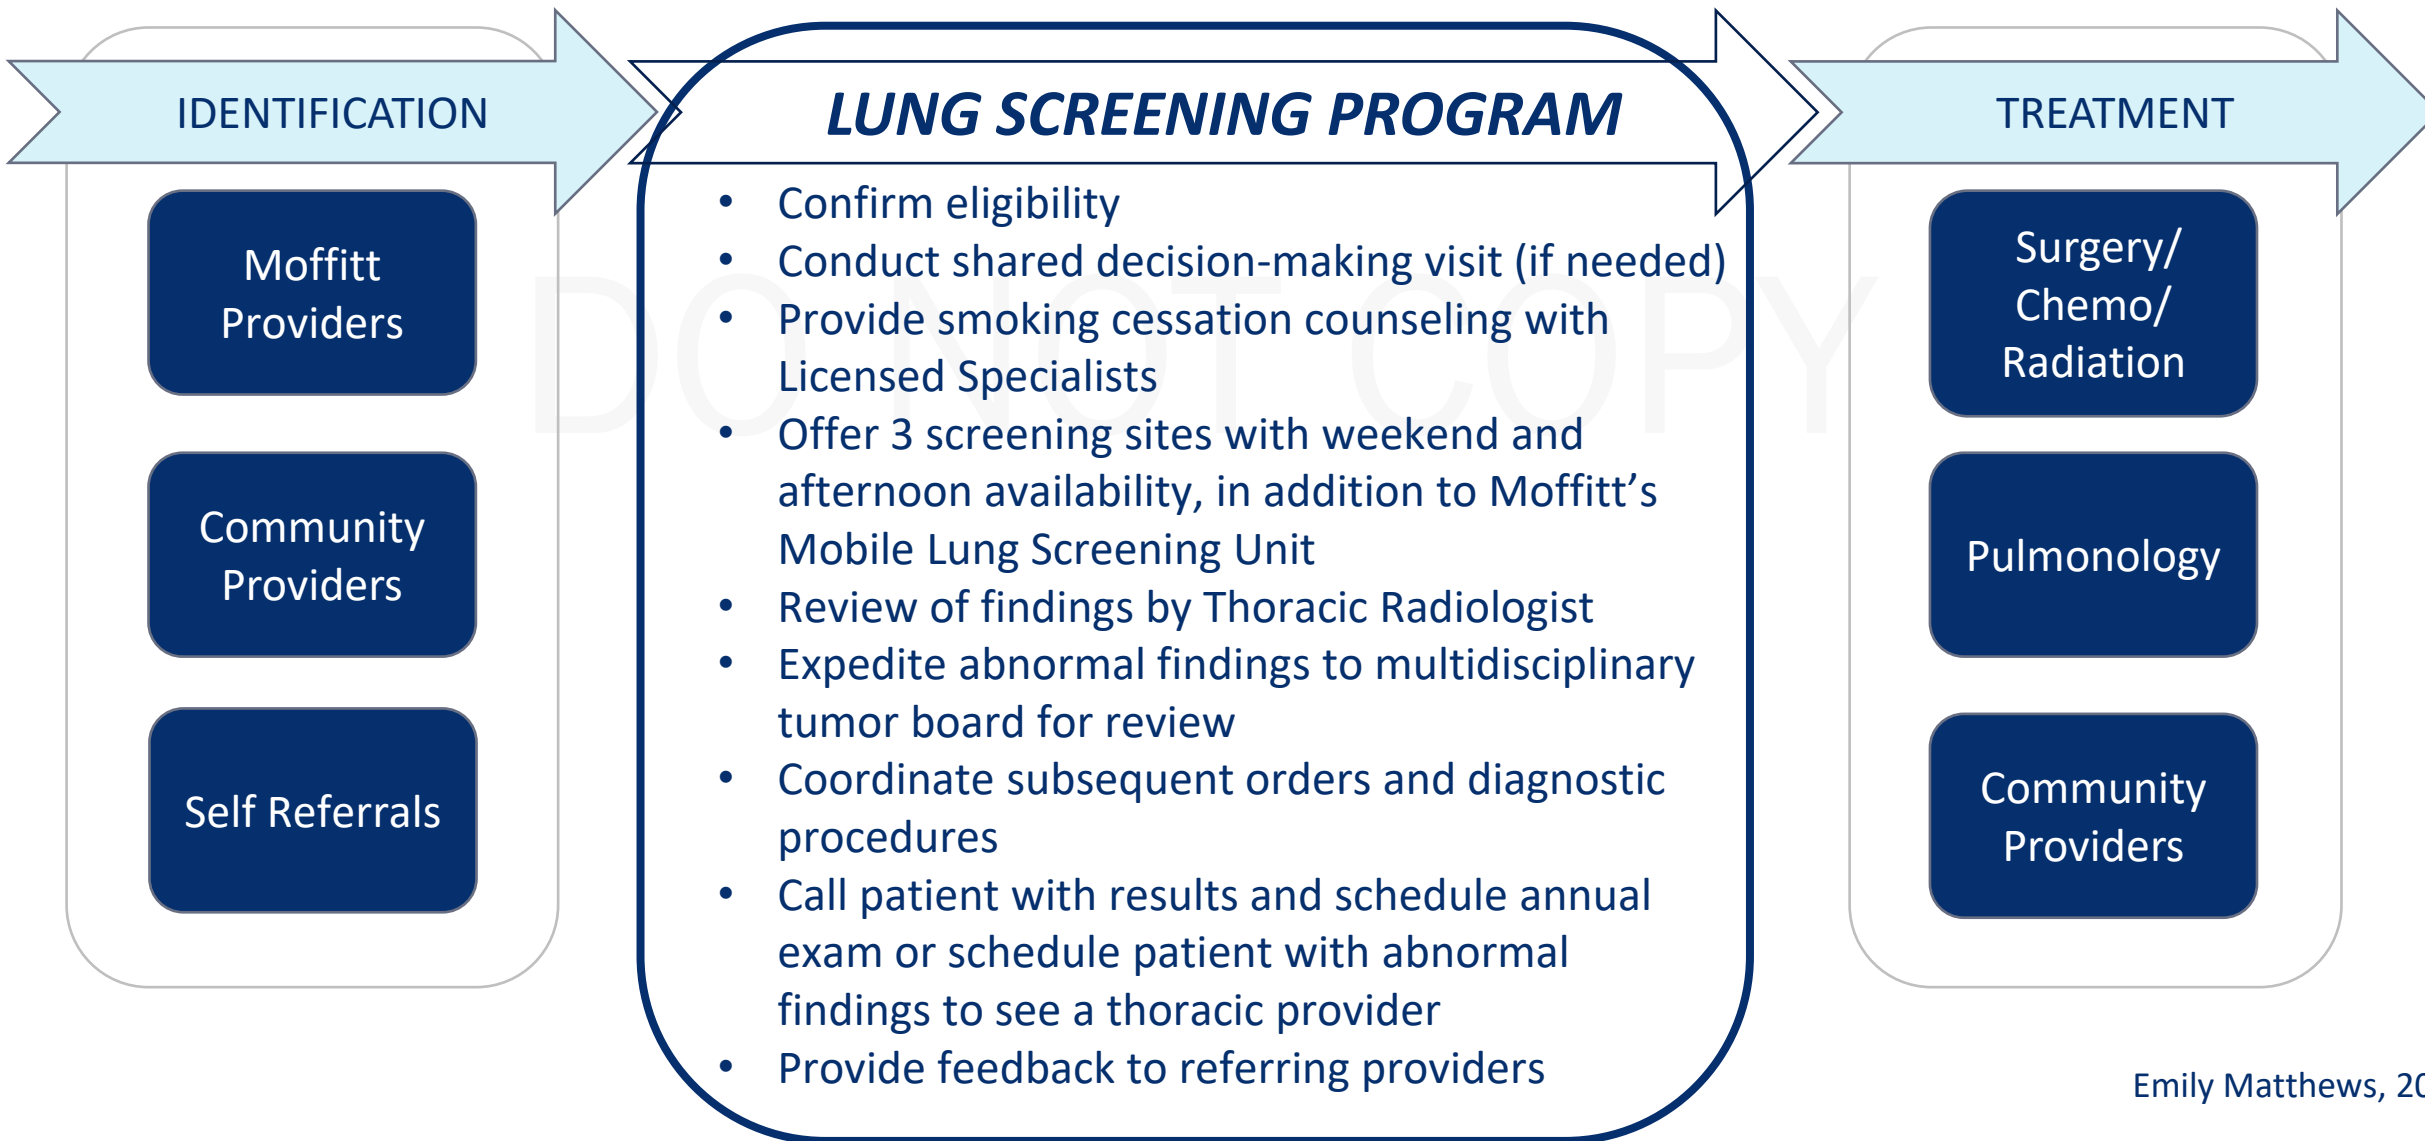 IDENTIFICATION
Moffitt
Providers
Community
Providers
Self Referrals
LUNG SCREENING PROGRAM
• Confirm eligibility
• Conduct shared decision-making visit (if needed)
• Provide smoking cessation counseling with
Licensed Specialists
• Offer 3 screening sites with weekend and
afternoon availability, in addition to Moffitt’s
Mobile Lung Screening Unit
• Review of findings by Thoracic Radiologist
• Expedite abnormal findings to multidisciplinary
tumor board for review
• Coordinate subsequent orders and diagnostic
procedures
• Call patient with results and schedule annual
exam or schedule patient with abnormal
findings to see a thoracic provider
• Provide feedback to referring providers
DO NOT COPY
TREATMENT
Surgery/
Chemo/
Radiation
Pulmonology
Community
Providers
Emily Matthews, 20